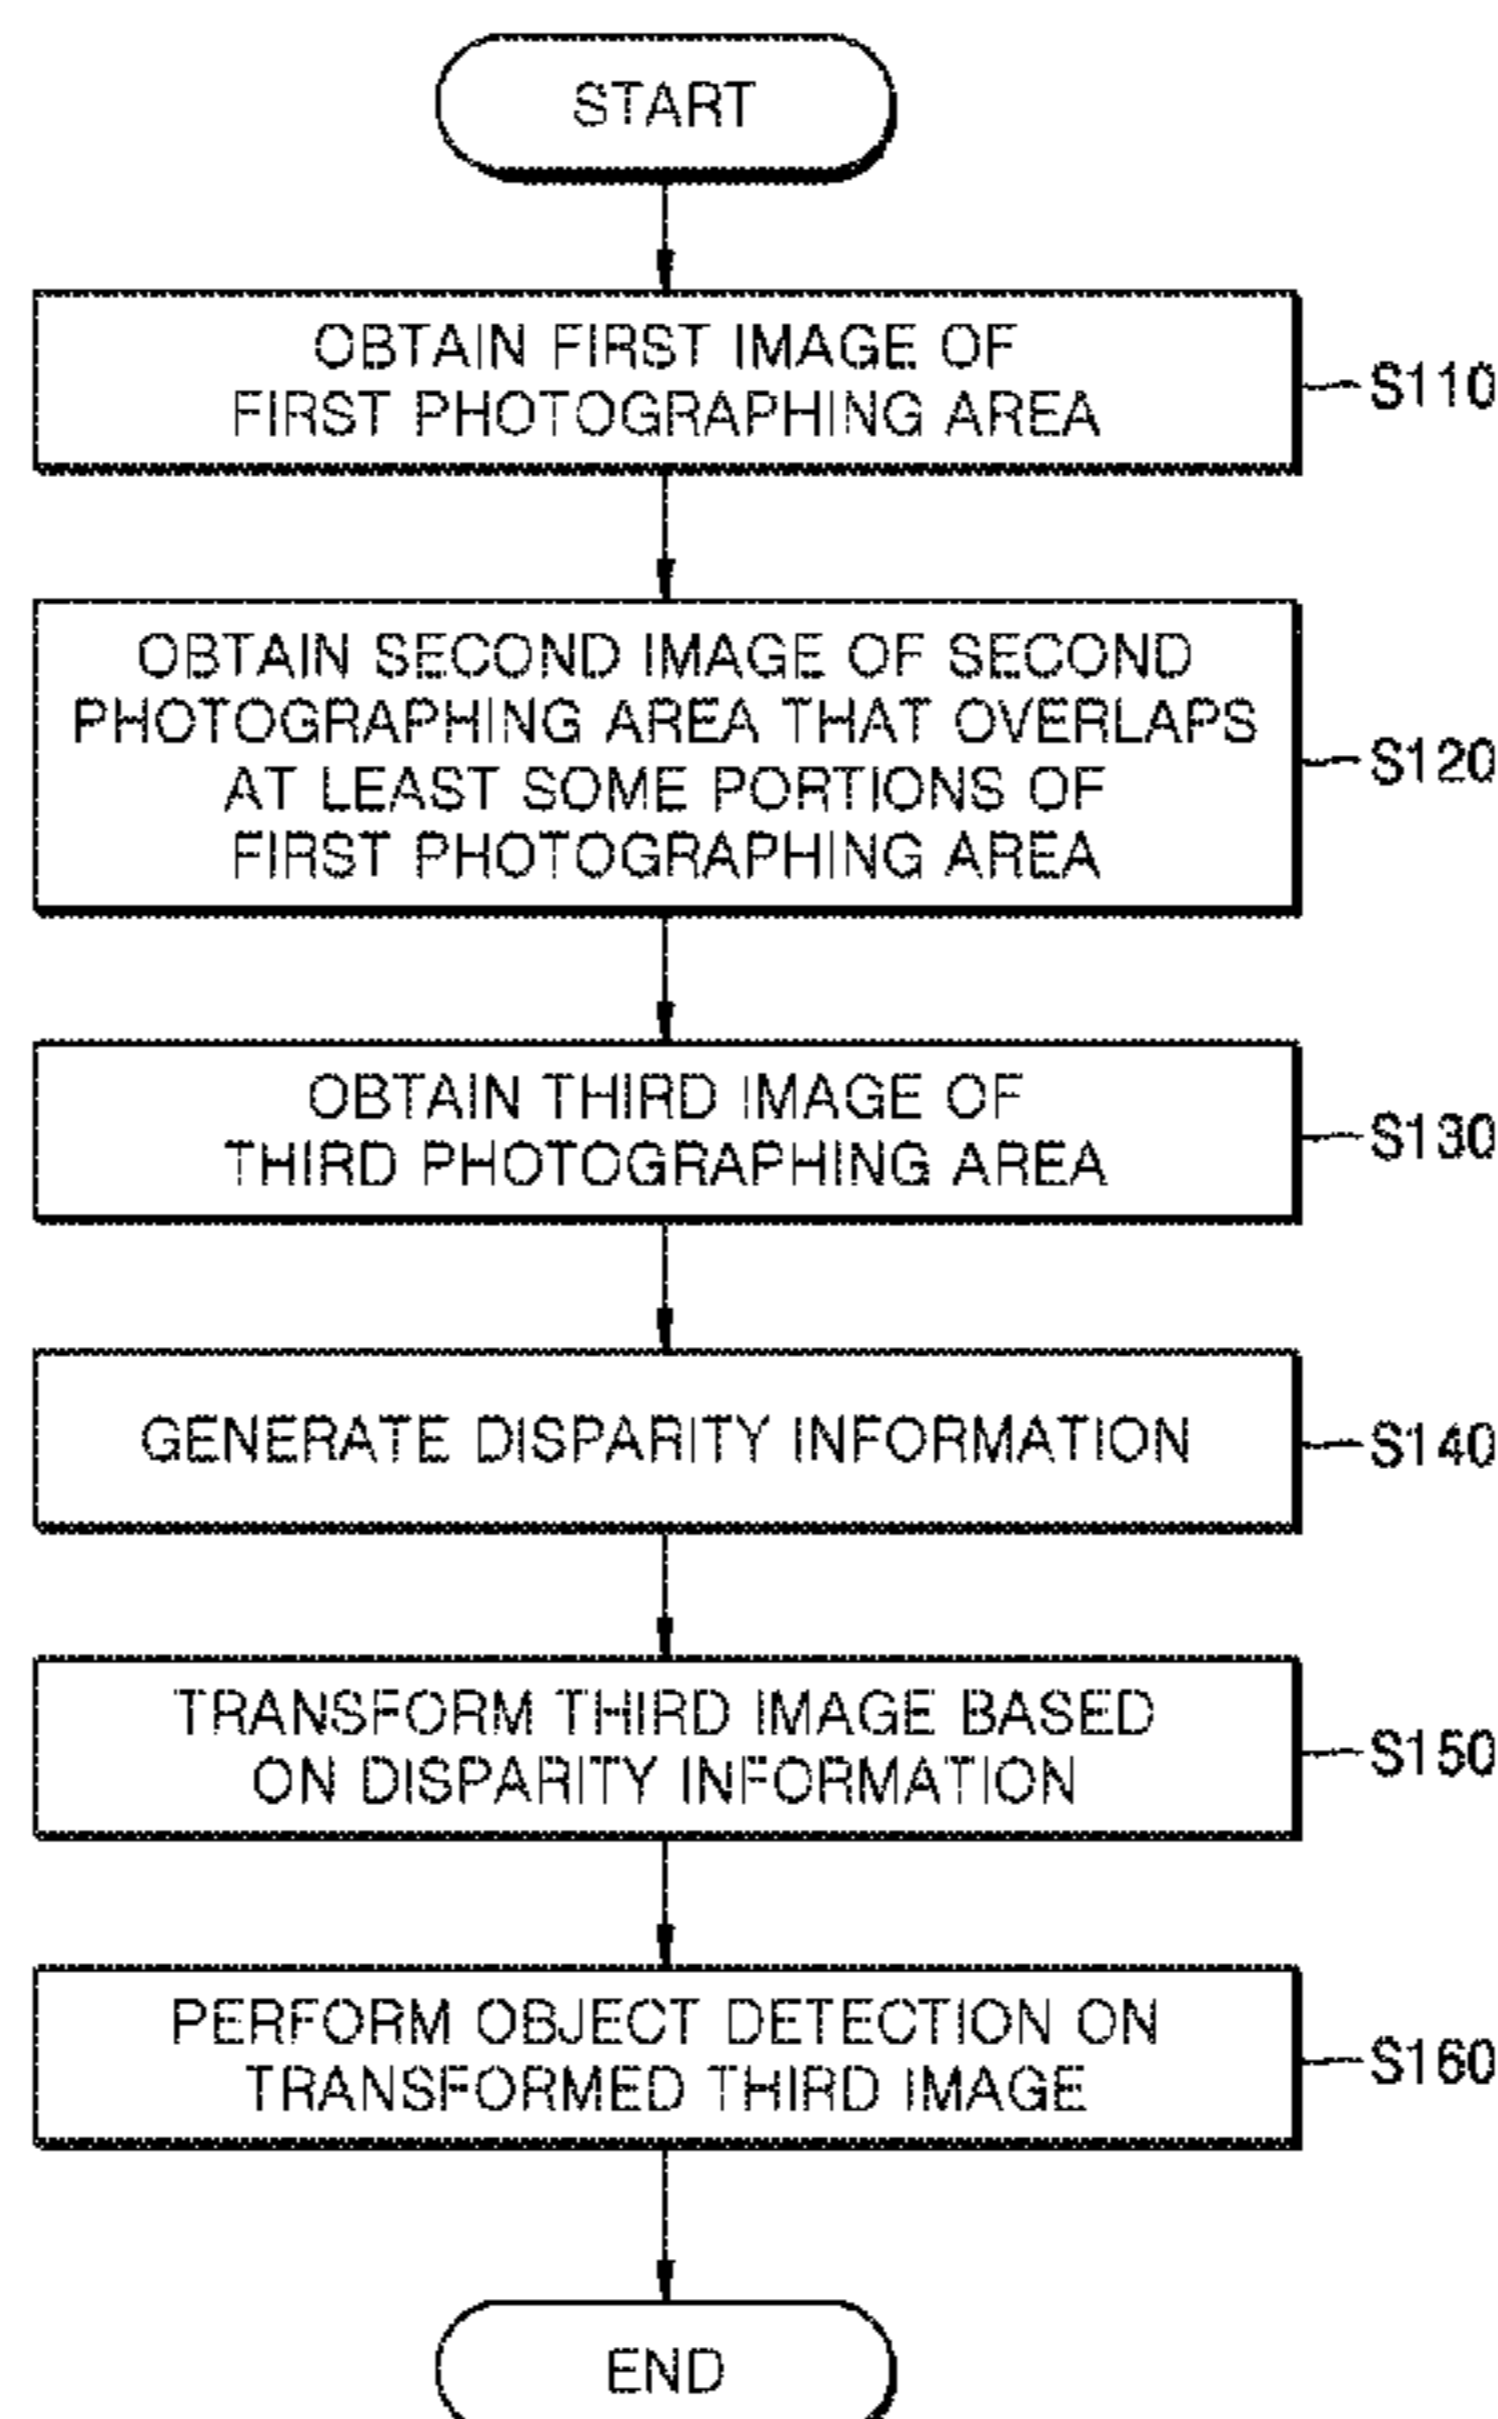 START
OBTAIN FIRST IMAGE OF
FIRST PHOTOGRAPHING AREA
S110
OBTAIN SECOND IMAGE OF SECOND
PHOTOGRAPHING AREA THAT OVERLAPS
AT LEAST SOME PORTIONS OF
FIRST PHOTOGRAPHING AREA
S120
OBTAIN THIRD IMAGE OF
THIRD PHOTOGRAPHING AREA
S130
GENERATE DISPARITY INFORMATION
S140
TRANSFORM THIRD IMAGE BASED
ON DISPARITY INFORMATION
S150
PERFORM OBJECT DETECTION ON
TRANSFORMED THIRD IMAGE
S160
END